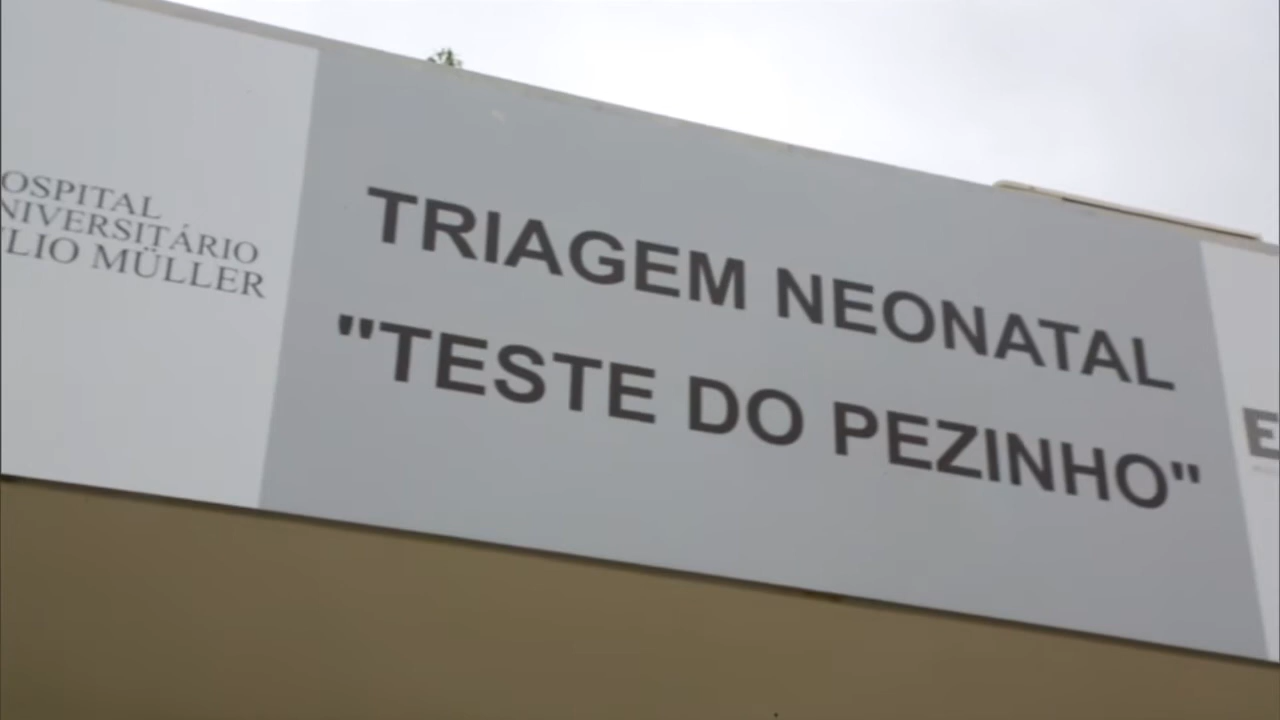 OSPITAL
NIVERSITÁRIO
LIO MÜLLER
TRIAGEM NEONATAL
"TESTE DO PEZINHO"
E